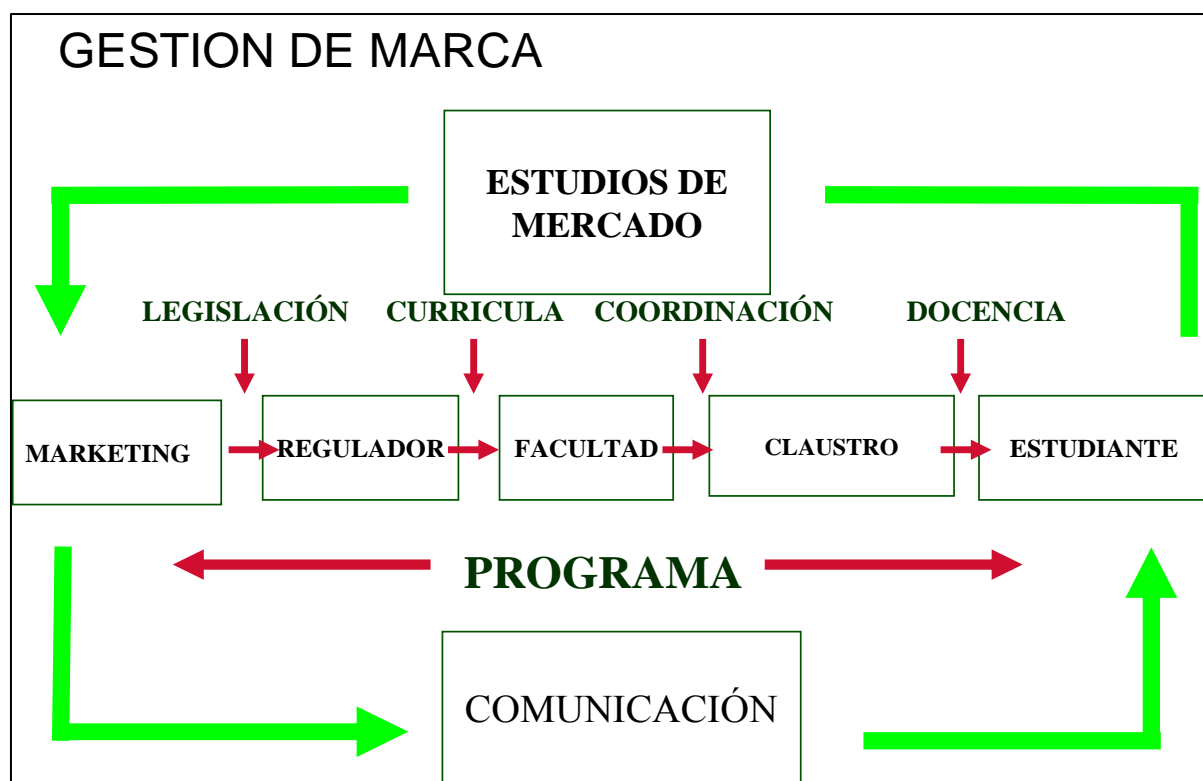 GESTION DE MARCA
ESTUDIOS DE
MERCADO
LEGISLACIÓN CURRICULA COORDINACIÓN DOCENCIA
MARKETING REGULADOR FACULTAD CLAUSTRO ESTUDIANTE
PROGRAMA
COMUNICACIÓN